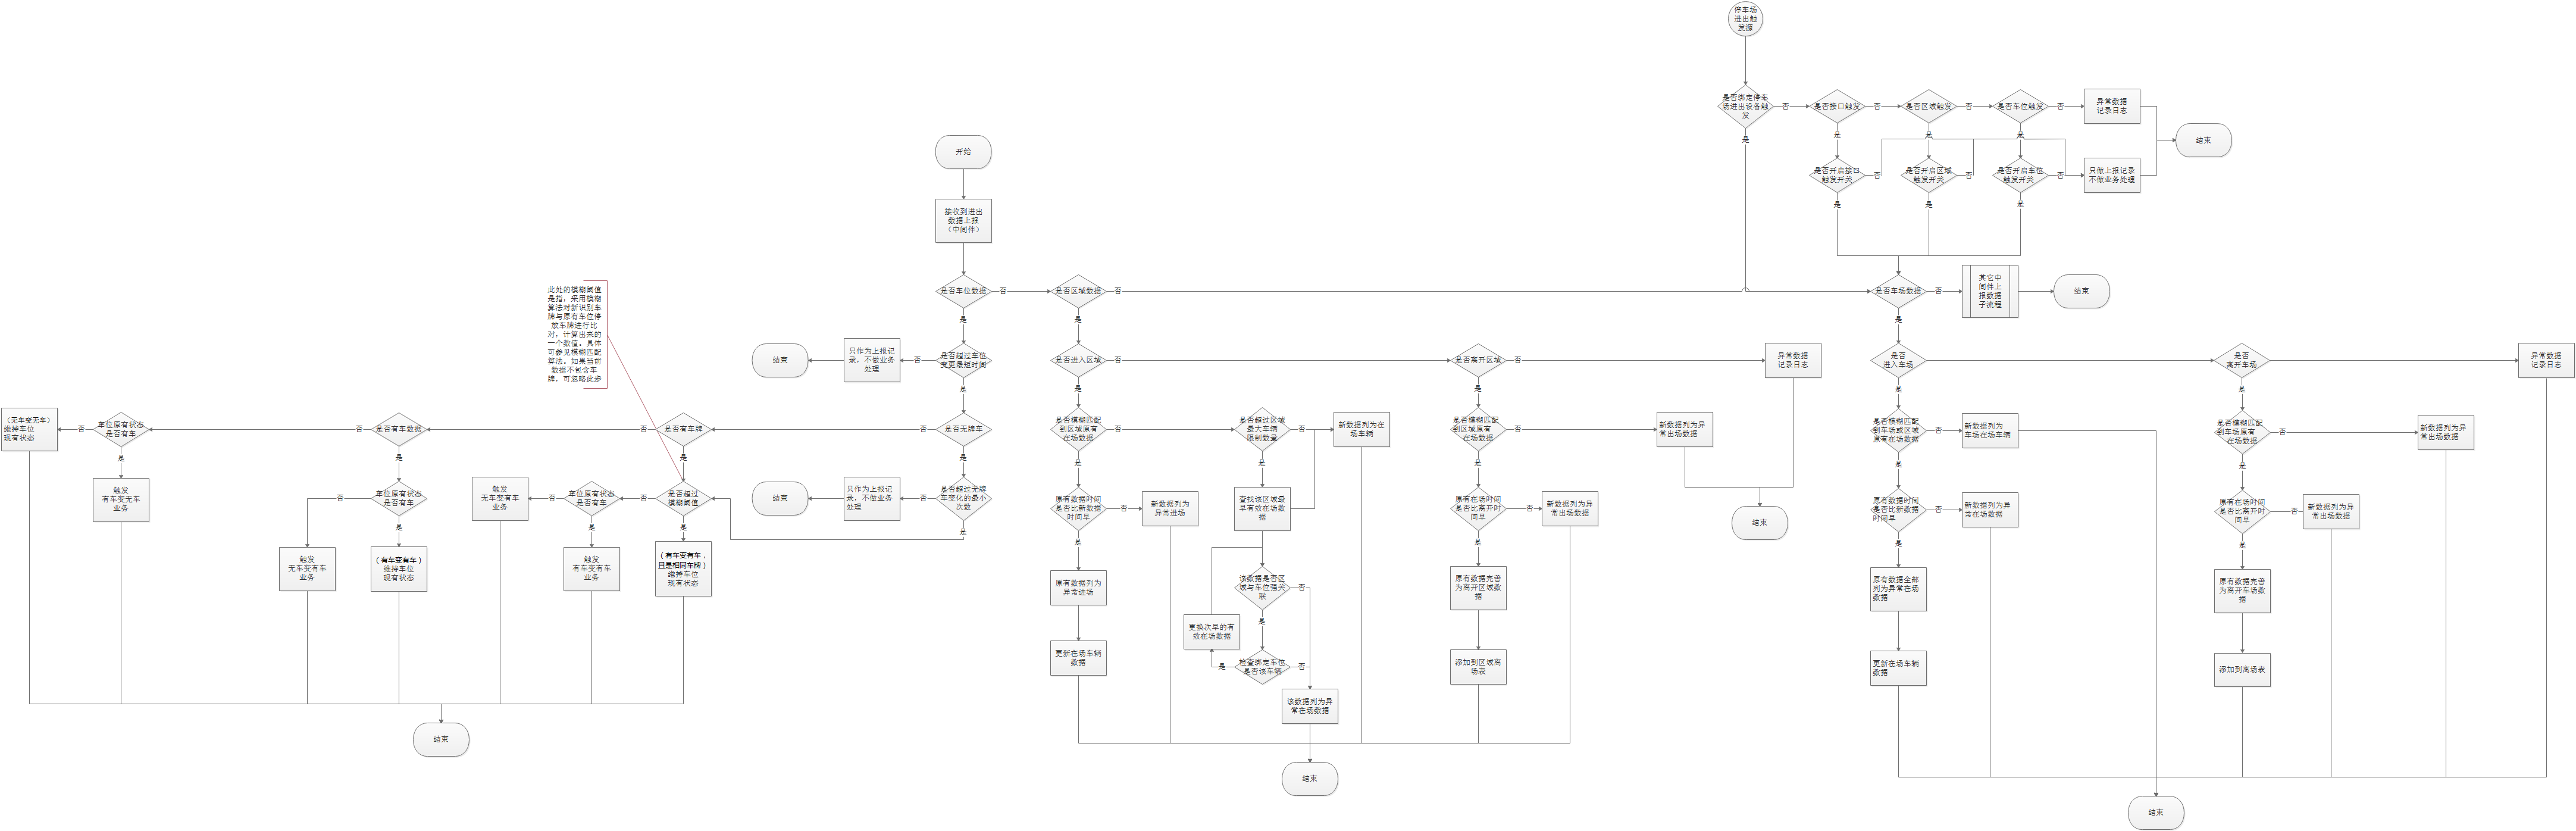 停车场
进出触
发源
是否绑定停车
场进出设备触
发
否
是否接口触发
否
是否区域触发
否
是否车位触发
否
异常数据
记录日志
是
是
是
是
结束
是否开启接口
触发开关
否
是否开启区域
触发开关
否
是否开启车位
触发开关
否
只做上报记录
不做业务处理
是
是
是
开始
接收到进出
数据上报
（中间件）
是否车位数据
否
是否区域数据
否
是否车场数据
否
其它中
间件上
报数据
子流程
结束
此处的模糊阈值
是指，采用模糊
算法对新识别车
牌与原有车位停
放车牌进行比
对，计算出来的
一个数值，具体
可参见模糊匹配
算法，如果当前
数据不包含车
牌，可忽略此步
是
是
是
结束
只作为上报记
录，不做业务
处理
否
是否超过车位
变更最短时间
是否进入区域
否
是否离开区域
否
异常数据
记录日志
是否
进入车场
是否
离开车场
异常数据
记录日志
是
是
是
是
是
（无车变无车）
维持车位
现有状态
否
车位原有状态
是否有车
否
是否有车数据
否
是否有车牌
否
是否无牌车
是否模糊匹配
到区域原有
在场数据
否
是否超过区域
最大车辆
限制数量
否
新数据列为在
场车辆
是否模糊匹配
到区域原有
在场数据
否
新数据列为异
常出场数据
是否模糊匹配
到车场或区域
原有在场数据
否
新数据列为
车场在场车辆
是否模糊匹配
到车场原有
在场数据
否
新数据列为异
常出场数据
是
是
是
是
是
是
是
是
是
触发
有车变无车
业务
否
车位原有状态
是否有车
触发
无车变有车
业务
否
车位原有状态
是否有车
否
是否超过
模糊阈值
结束
只作为上报记
录，不做业务
处理
否
是否超过无牌
车变化的最小
次数
原有数据时间
是否比新数据
时间早
否
新数据列为
异常进场
查找该区域最
早有效在场数
据
原有在场时间
是否比离开时
间早
否
新数据列为异
常出场数据
结束
原有数据时间
是否比新数据
时间早
否
新数据列为异
常在场数据
原有在场时间
是否比离开时
间早
否
新数据列为异
常出场数据
是
是
是
是
是
是
是
是
触发
无车变有车
业务
（有车变有车）
维持车位
现有状态
触发
有车变有车
业务
（有车变有车，
且是相同车牌）
维持车位
现有状态
原有数据列为
异常进场
该数据是否区
域与车位强关
联
否
原有数据完善
为离开区域数
据
原有数据全部
列为异常在场
数据
原有数据完善
为离开车场数
据
更换次早的有
效在场数据
是
更新在场车辆
数据
是
检查绑定车位
是否该车辆
否
添加到区域离
场表
更新在场车辆
数据
添加到离场表
该数据列为异
常在场数据
结束
结束
结束